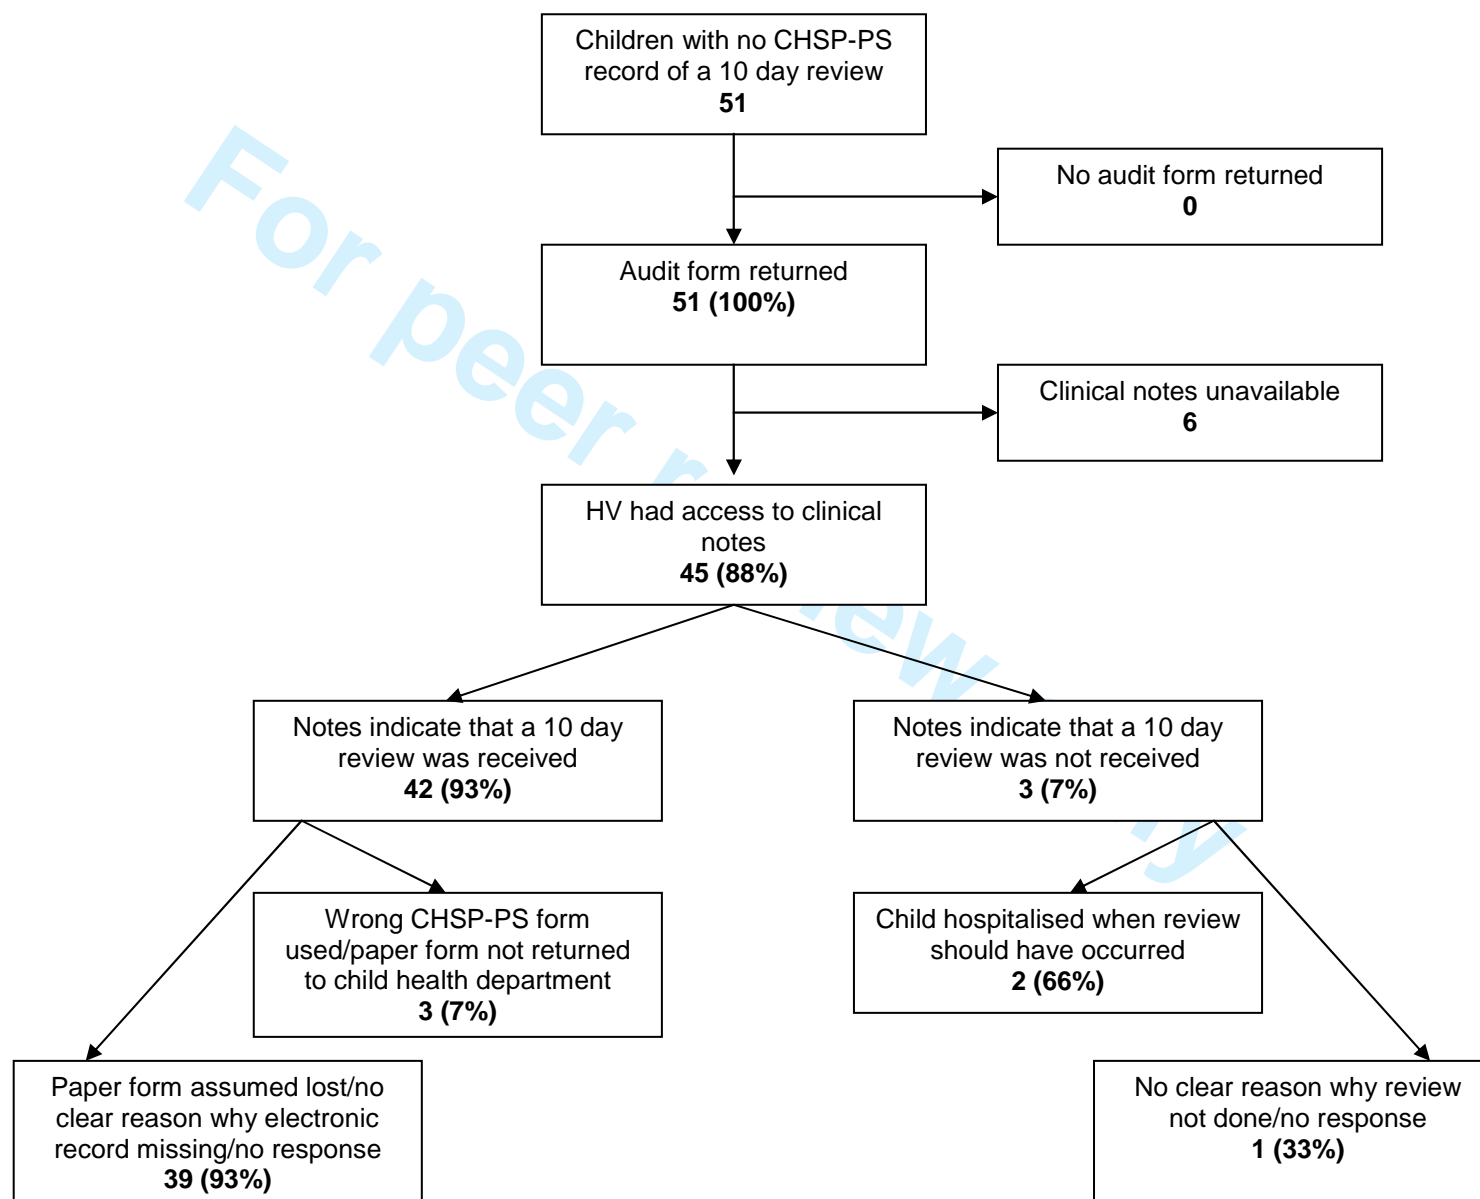 Children with no CHSP-PS
record of a 10 day review
51
No audit form returned
0
Audit form returned
51 (100%)
Clinical notes unavailable
6
HV had access to clinical
notes
45 (88%)
Notes indicate that a 10 day
review was received
42 (93%)
Notes indicate that a 10 day
review was not received
3 (7%)
Wrong CHSP-PS form
used/paper form not returned
to child health department
3 (7%)
Child hospitalised when review
should have occurred
2 (66%)
Paper form assumed lost/no
clear reason why electronic
record missing/no response
39 (93%)
No clear reason why review
not done/no response
1 (33%)
For peer review only